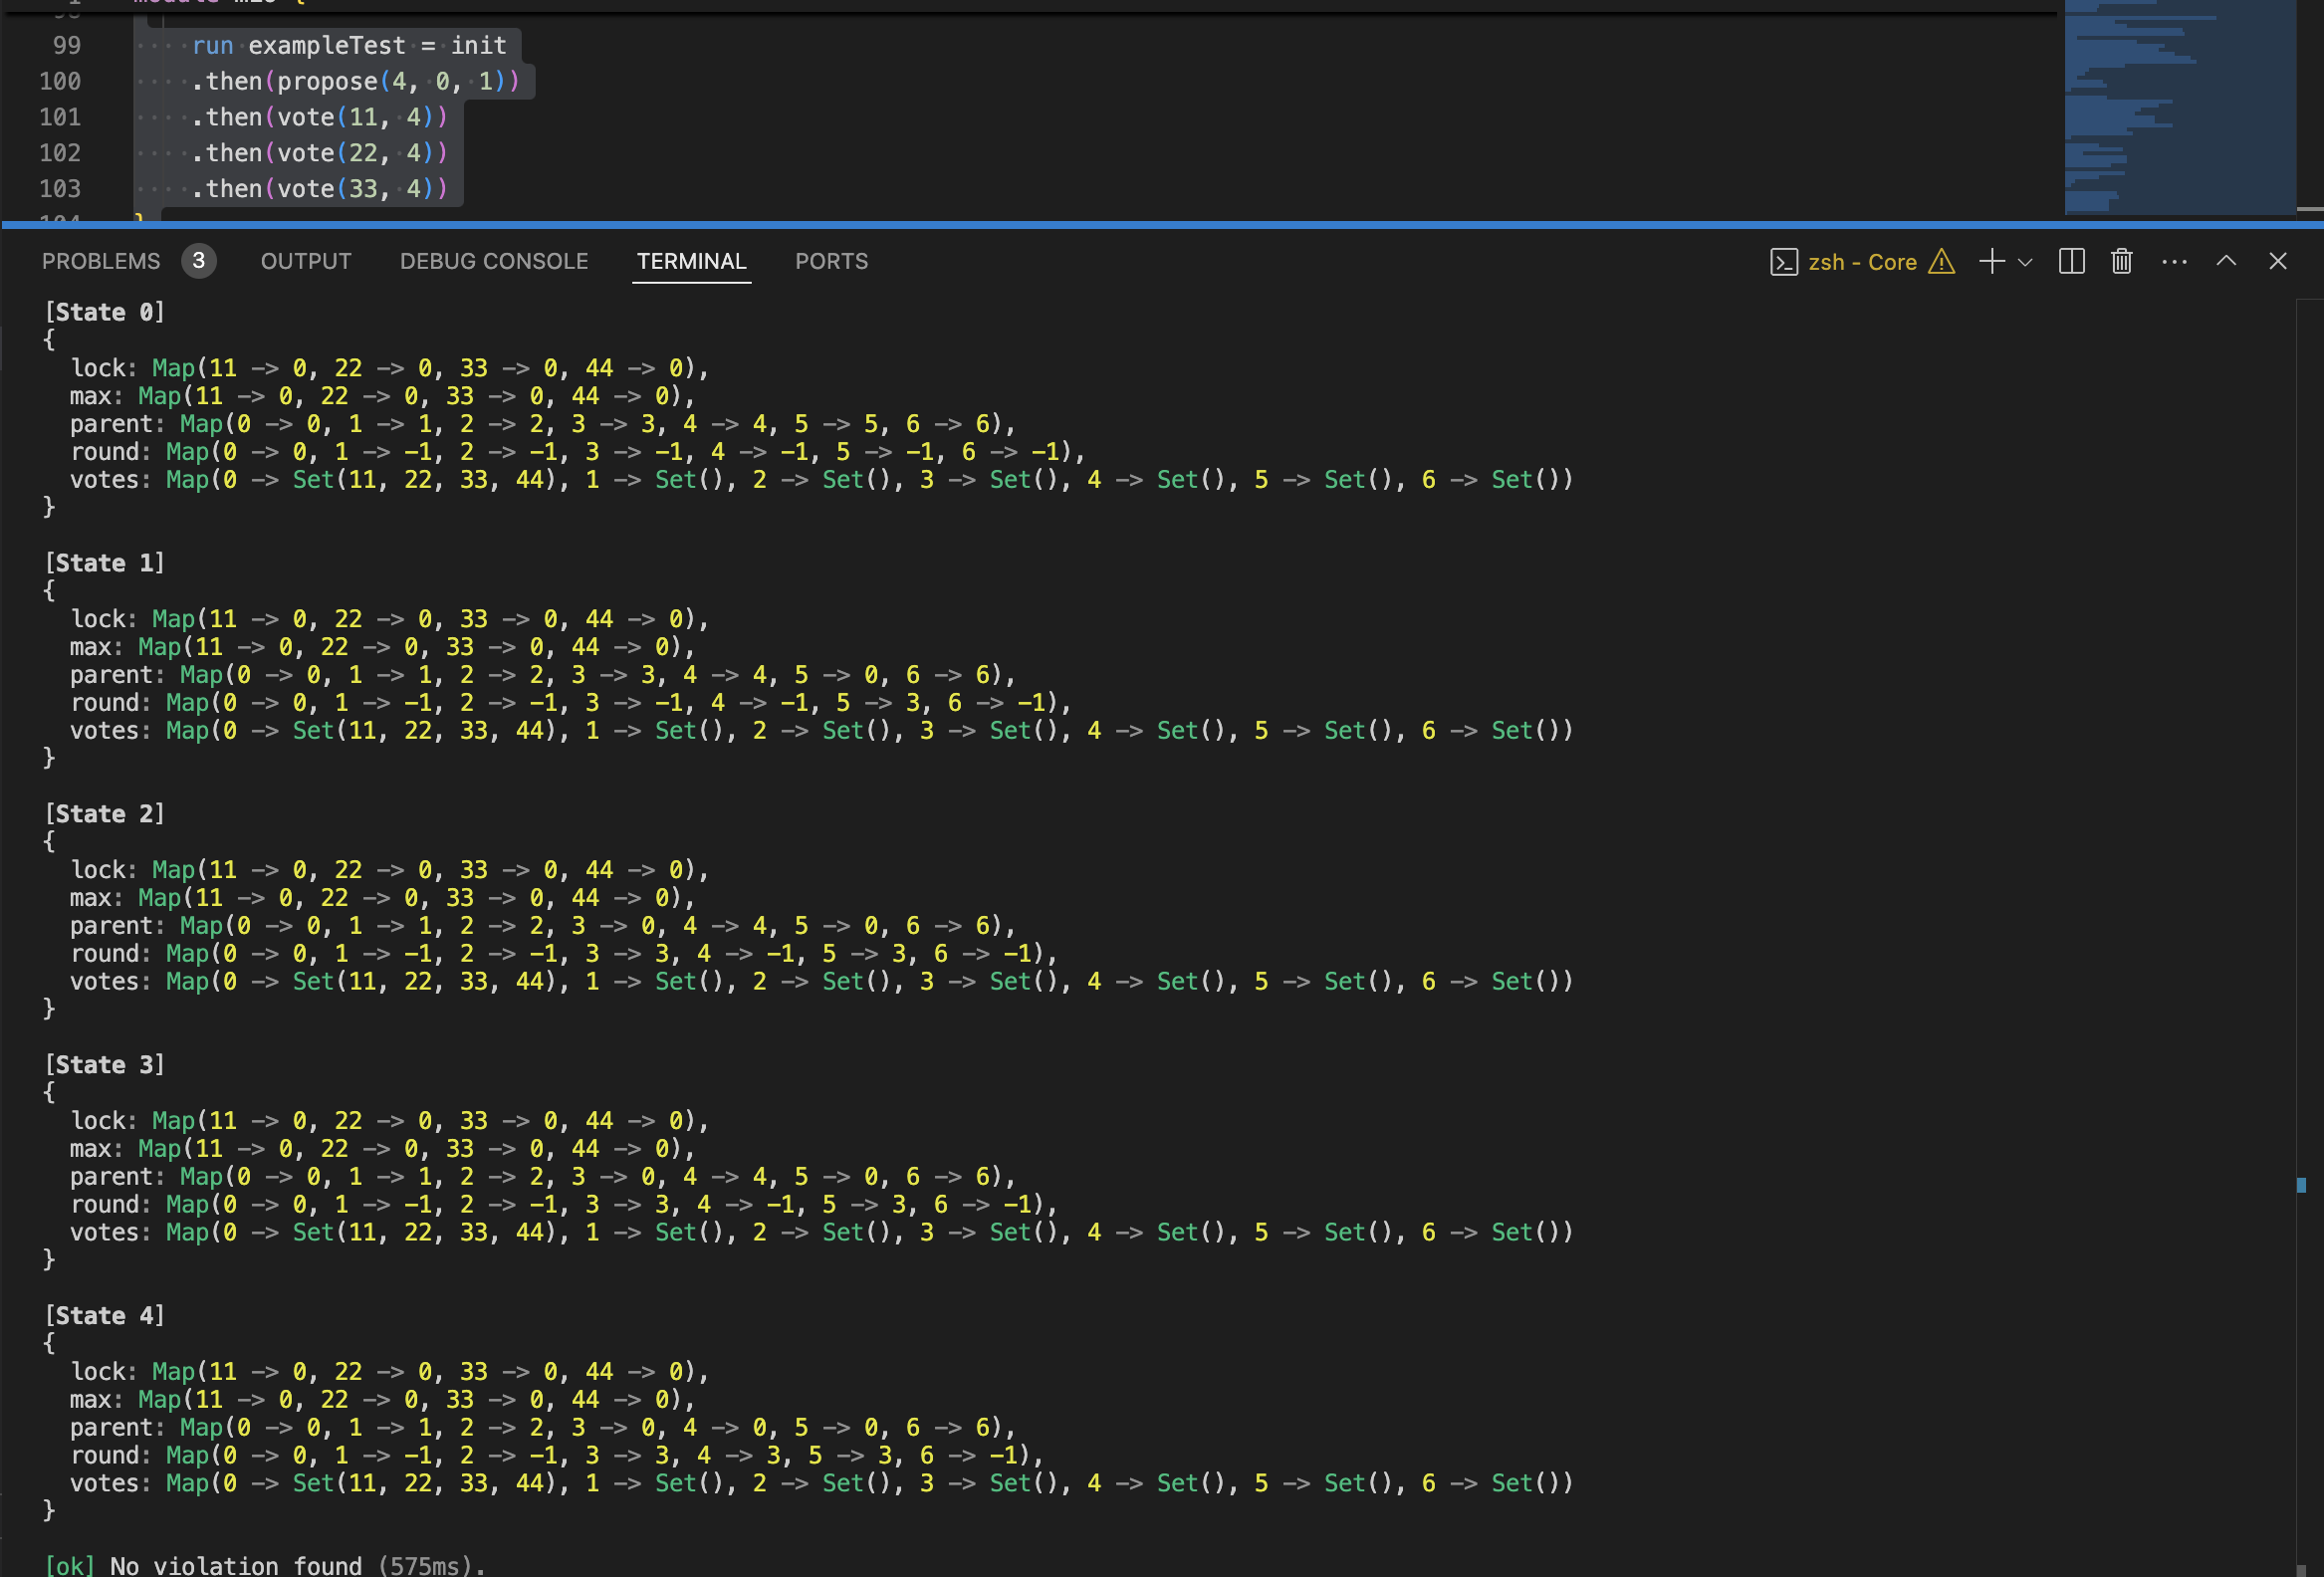 99 run exampleTest = init
100 .then(propose(4, 0, 1))
101 .then(vote(11, 4))
102 .then(vote(22, 4))
103 .then(vote(33, 4))
PROBLEMS 3 OUTPUT DEBUG CONSOLE TERMINAL PORTS zsh - Core
[State 0]
{
lock: Map(11 -> 0, 22 -> 0, 33 -> 0, 44 -> 0),
max: Map(11 -> 0, 22 -> 0, 33 -> 0, 44 -> 0),
parent: Map(0 -> 0, 1 -> 1, 2 -> 2, 3 -> 3, 4 -> 4, 5 -> 5, 6 -> 6),
round: Map(0 -> 0, 1 -> -1, 2 -> -1, 3 -> -1, 4 -> -1, 5 -> -1, 6 -> -1),
votes: Map(0 -> Set(11, 22, 33, 44), 1 -> Set(), 2 -> Set(), 3 -> Set(), 4 -> Set(), 5 -> Set(), 6 -> Set())
}
[State 1]
{
lock: Map(11 -> 0, 22 -> 0, 33 -> 0, 44 -> 0),
max: Map(11 -> 0, 22 -> 0, 33 -> 0, 44 -> 0),
parent: Map(0 -> 0, 1 -> 1, 2 -> 2, 3 -> 3, 4 -> 4, 5 -> 0, 6 -> 6),
round: Map(0 -> 0, 1 -> -1, 2 -> -1, 3 -> -1, 4 -> -1, 5 -> 3, 6 -> -1),
votes: Map(0 -> Set(11, 22, 33, 44), 1 -> Set(), 2 -> Set(), 3 -> Set(), 4 -> Set(), 5 -> Set(), 6 -> Set())
}
[State 2]
{
lock: Map(11 -> 0, 22 -> 0, 33 -> 0, 44 -> 0),
max: Map(11 -> 0, 22 -> 0, 33 -> 0, 44 -> 0),
parent: Map(0 -> 0, 1 -> 1, 2 -> 2, 3 -> 0, 4 -> 4, 5 -> 0, 6 -> 6),
round: Map(0 -> 0, 1 -> -1, 2 -> -1, 3 -> 3, 4 -> -1, 5 -> 3, 6 -> -1),
votes: Map(0 -> Set(11, 22, 33, 44), 1 -> Set(), 2 -> Set(), 3 -> Set(), 4 -> Set(), 5 -> Set(), 6 -> Set())
}
[State 3]
{
lock: Map(11 -> 0, 22 -> 0, 33 -> 0, 44 -> 0),
max: Map(11 -> 0, 22 -> 0, 33 -> 0, 44 -> 0),
parent: Map(0 -> 0, 1 -> 1, 2 -> 2, 3 -> 0, 4 -> 4, 5 -> 0, 6 -> 6),
round: Map(0 -> 0, 1 -> -1, 2 -> -1, 3 -> 3, 4 -> -1, 5 -> 3, 6 -> -1),
votes: Map(0 -> Set(11, 22, 33, 44), 1 -> Set(), 2 -> Set(), 3 -> Set(), 4 -> Set(), 5 -> Set(), 6 -> Set())
}
[State 4]
{
lock: Map(11 -> 0, 22 -> 0, 33 -> 0, 44 -> 0),
max: Map(11 -> 0, 22 -> 0, 33 -> 0, 44 -> 0),
parent: Map(0 -> 0, 1 -> 1, 2 -> 2, 3 -> 0, 4 -> 0, 5 -> 0, 6 -> 6),
round: Map(0 -> 0, 1 -> -1, 2 -> -1, 3 -> 3, 4 -> 3, 5 -> 3, 6 -> -1),
votes: Map(0 -> Set(11, 22, 33, 44), 1 -> Set(), 2 -> Set(), 3 -> Set(), 4 -> Set(), 5 -> Set(), 6 -> Set())
}
[ok] No violation found (575ms).